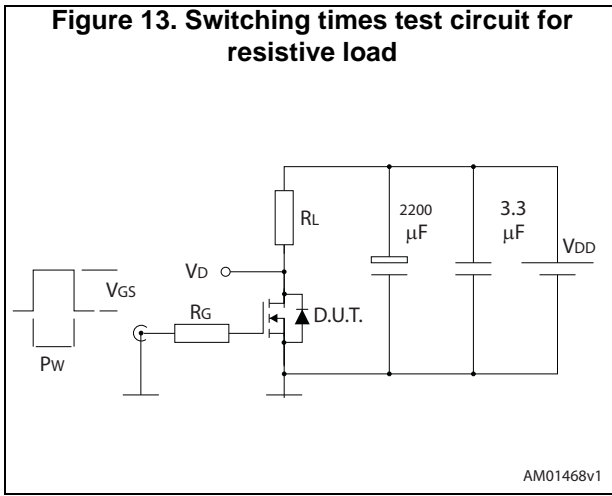 Figure 13. Switching times test circuit for
resistive load
RL
2200
μF
3.3
μF
VDD
VD
VGS
RG
D.U.T.
PW
AM01468v1